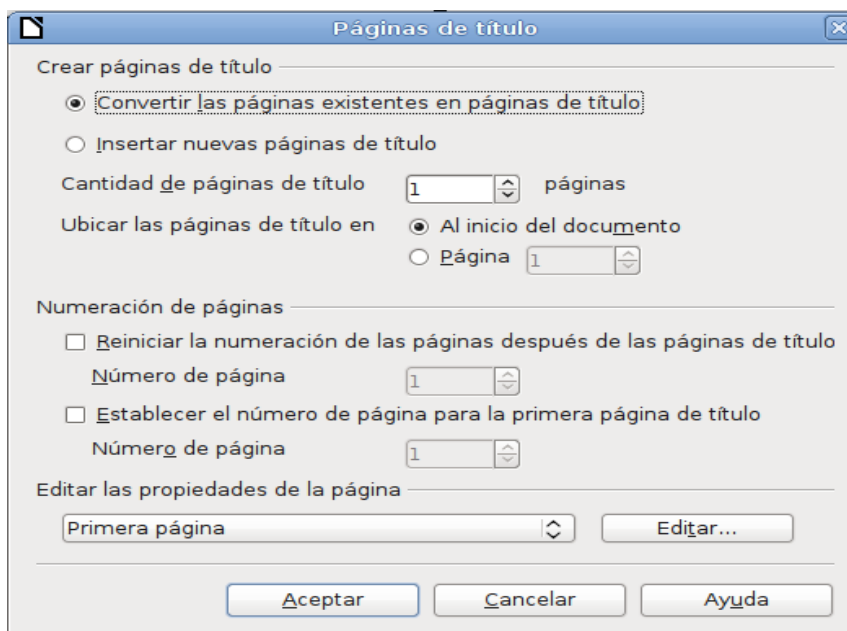 Páginas de título
Crear páginas de título
Convertir las páginas existentes en páginas de título
Insertar nuevas páginas de título
Cantidad de páginas de título 1 páginas
Ubicar las páginas de título en Al inicio del documento
Página 1
Numeración de páginas
Reiniciar la numeración de las páginas después de las páginas de título
Número de página 1
Establecer el número de página para la primera página de título
Número de página 1
Editar las propiedades de la página
Primera página Editar...
Aceptar Cancelar Ayuda